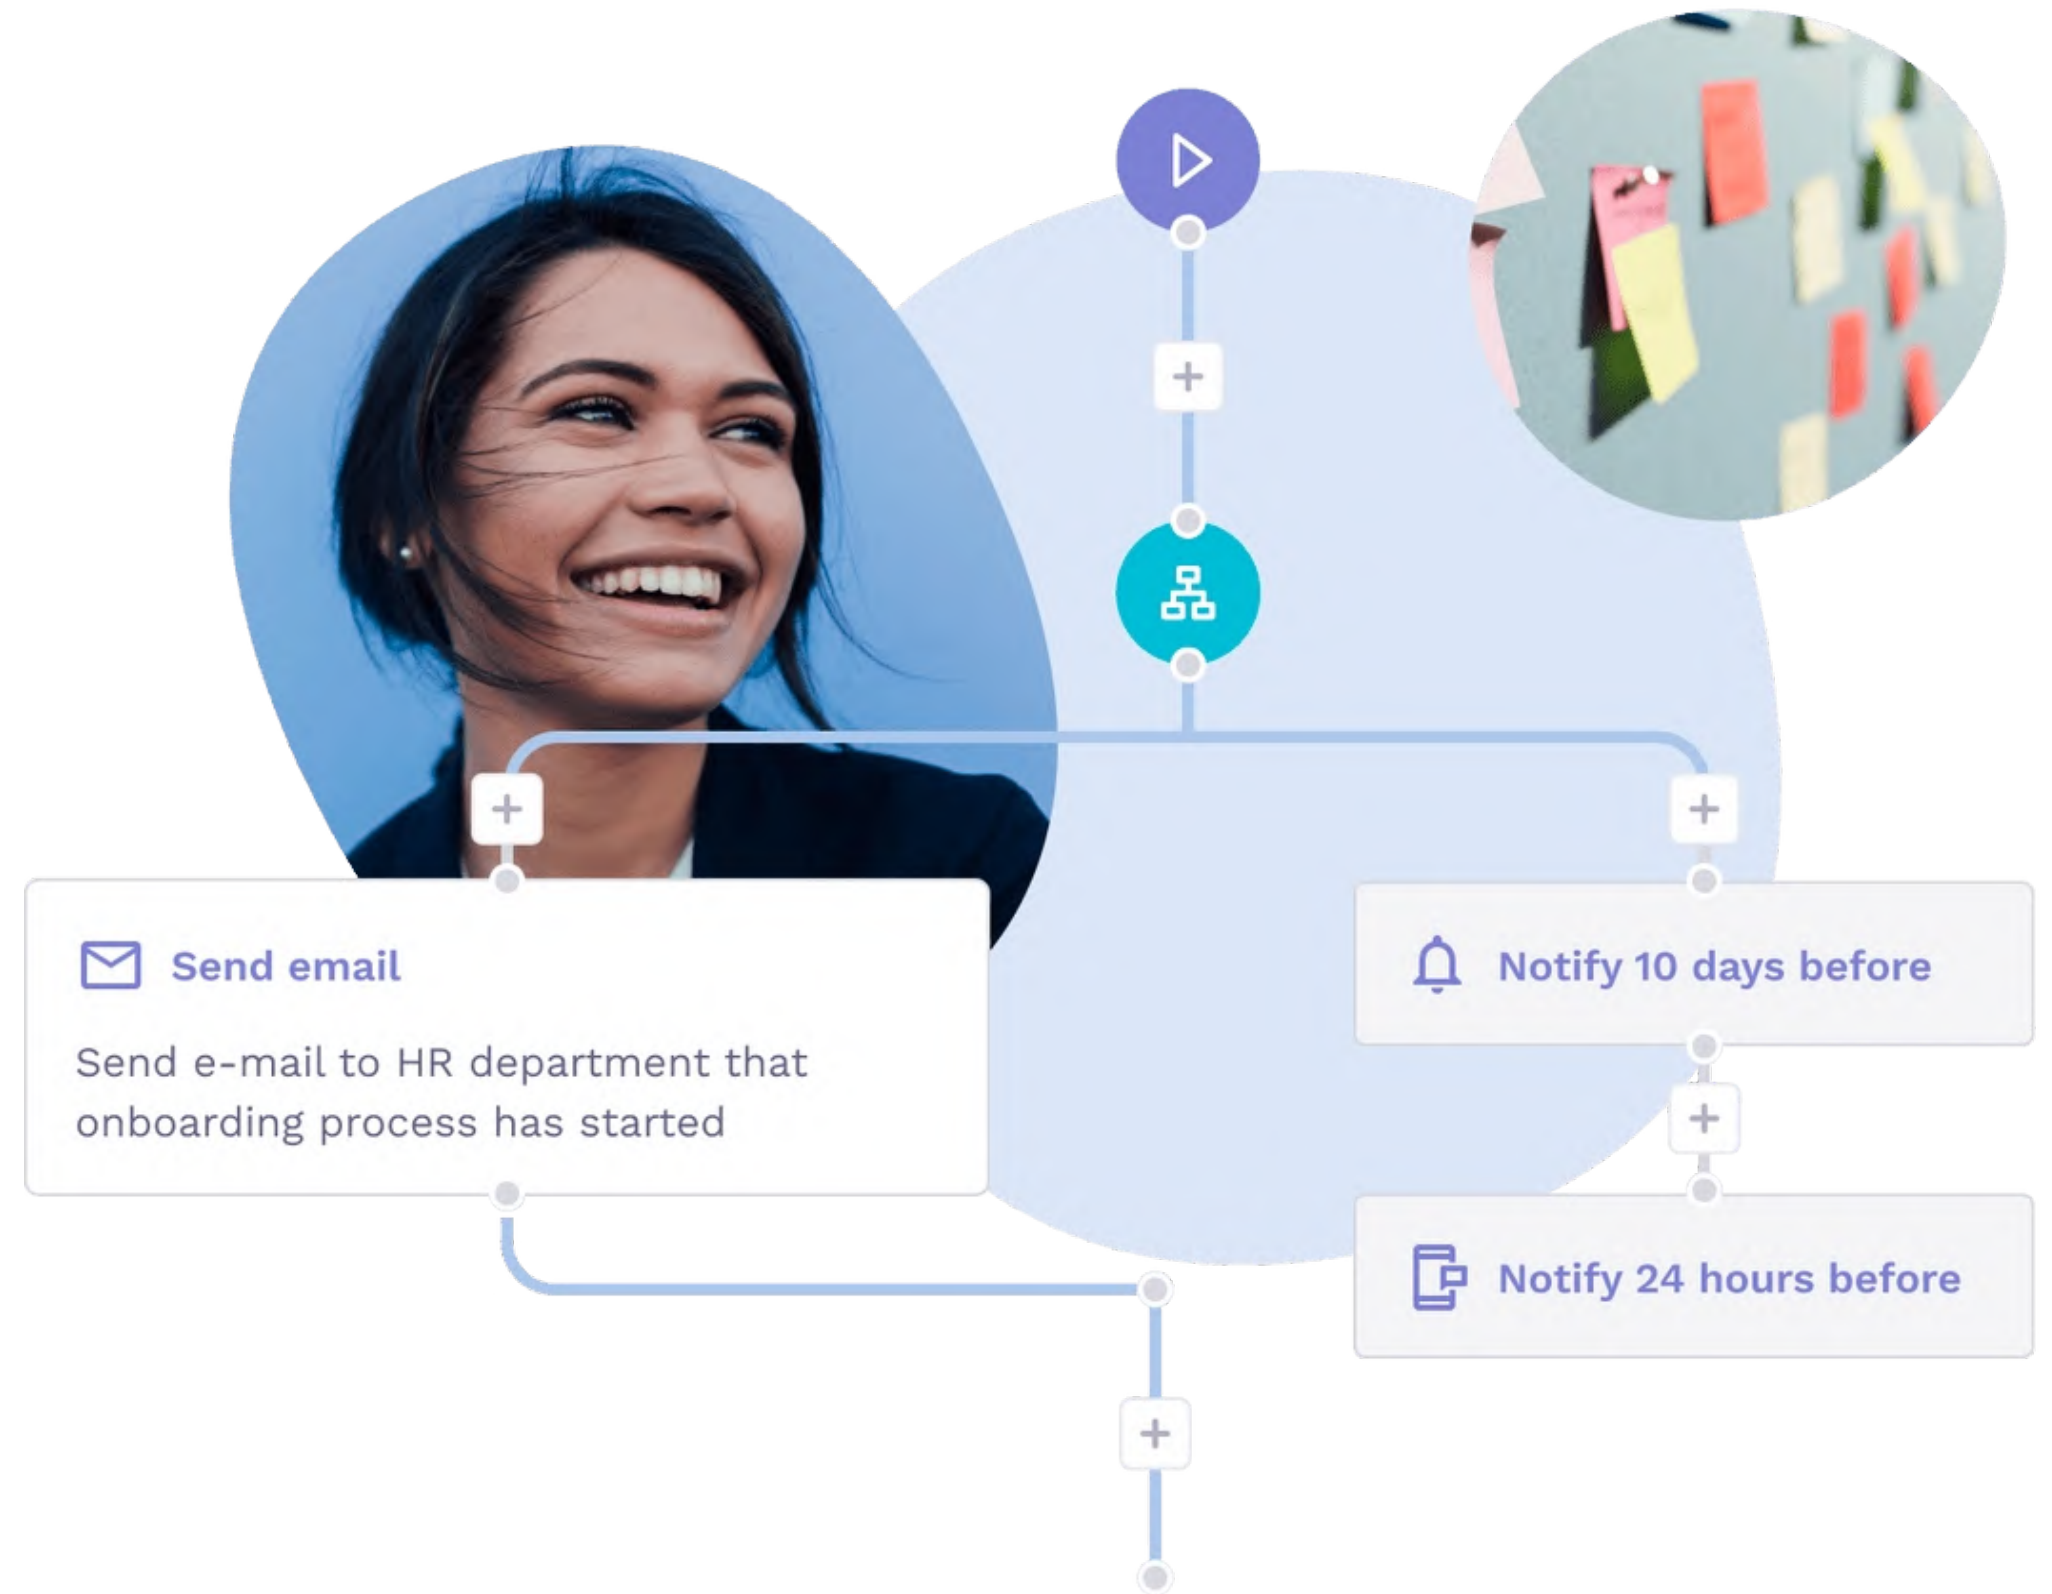 Send email
Send e-mail to HR department that
onboarding process has started
Notify 10 days before
Notify 24 hours before